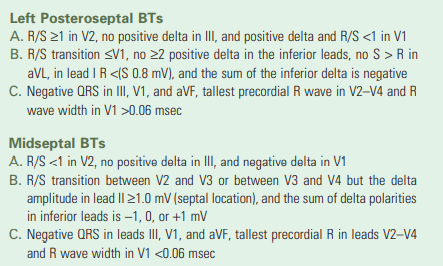 Left Posteroseptal BTs
A. R/S ≥1 in V2, no positive delta in III, and positive delta and R/S <1 in V1
B. R/S transition ≤V1, no ≥2 positive delta in the inferior leads, no S > R in
aVL, in lead I R <(S 0.8 mV), and the sum of the inferior delta is negative
C. Negative QRS in III, V1, and aVF, tallest precordial R wave in V2–V4 and R
wave width in V1 >0.06 msec
Midseptal BTs
A. R/S <1 in V2, no positive delta in III, and negative delta in V1
B. R/S transition between V2 and V3 or between V3 and V4 but the delta
amplitude in lead II ≥1.0 mV (septal location), and the sum of delta polarities
in inferior leads is –1, 0, or +1 mV
C. Negative QRS in leads III, V1, and aVF, tallest precordial R in leads V2–V4
and R wave width in V1 <0.06 msec